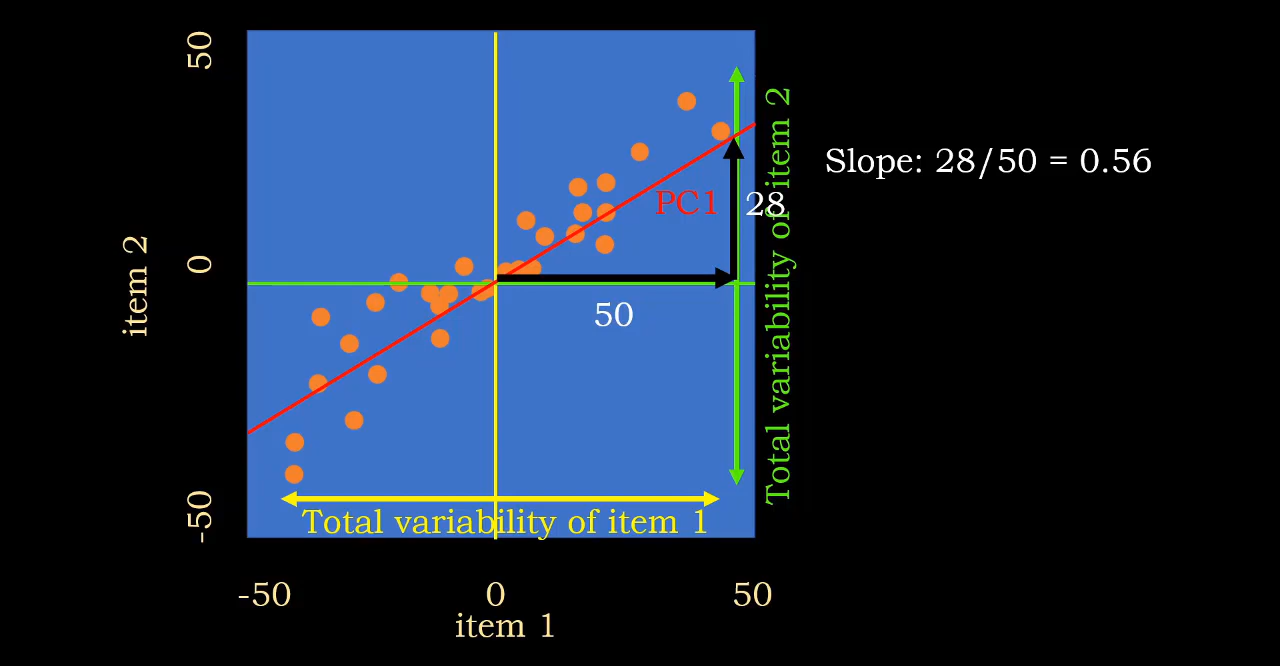 50
0
-50
item 2
Total variability of item 2
Slope: 28/50 = 0.56
PC1
28
50
Total variability of item 1
-50 0 50
item 1